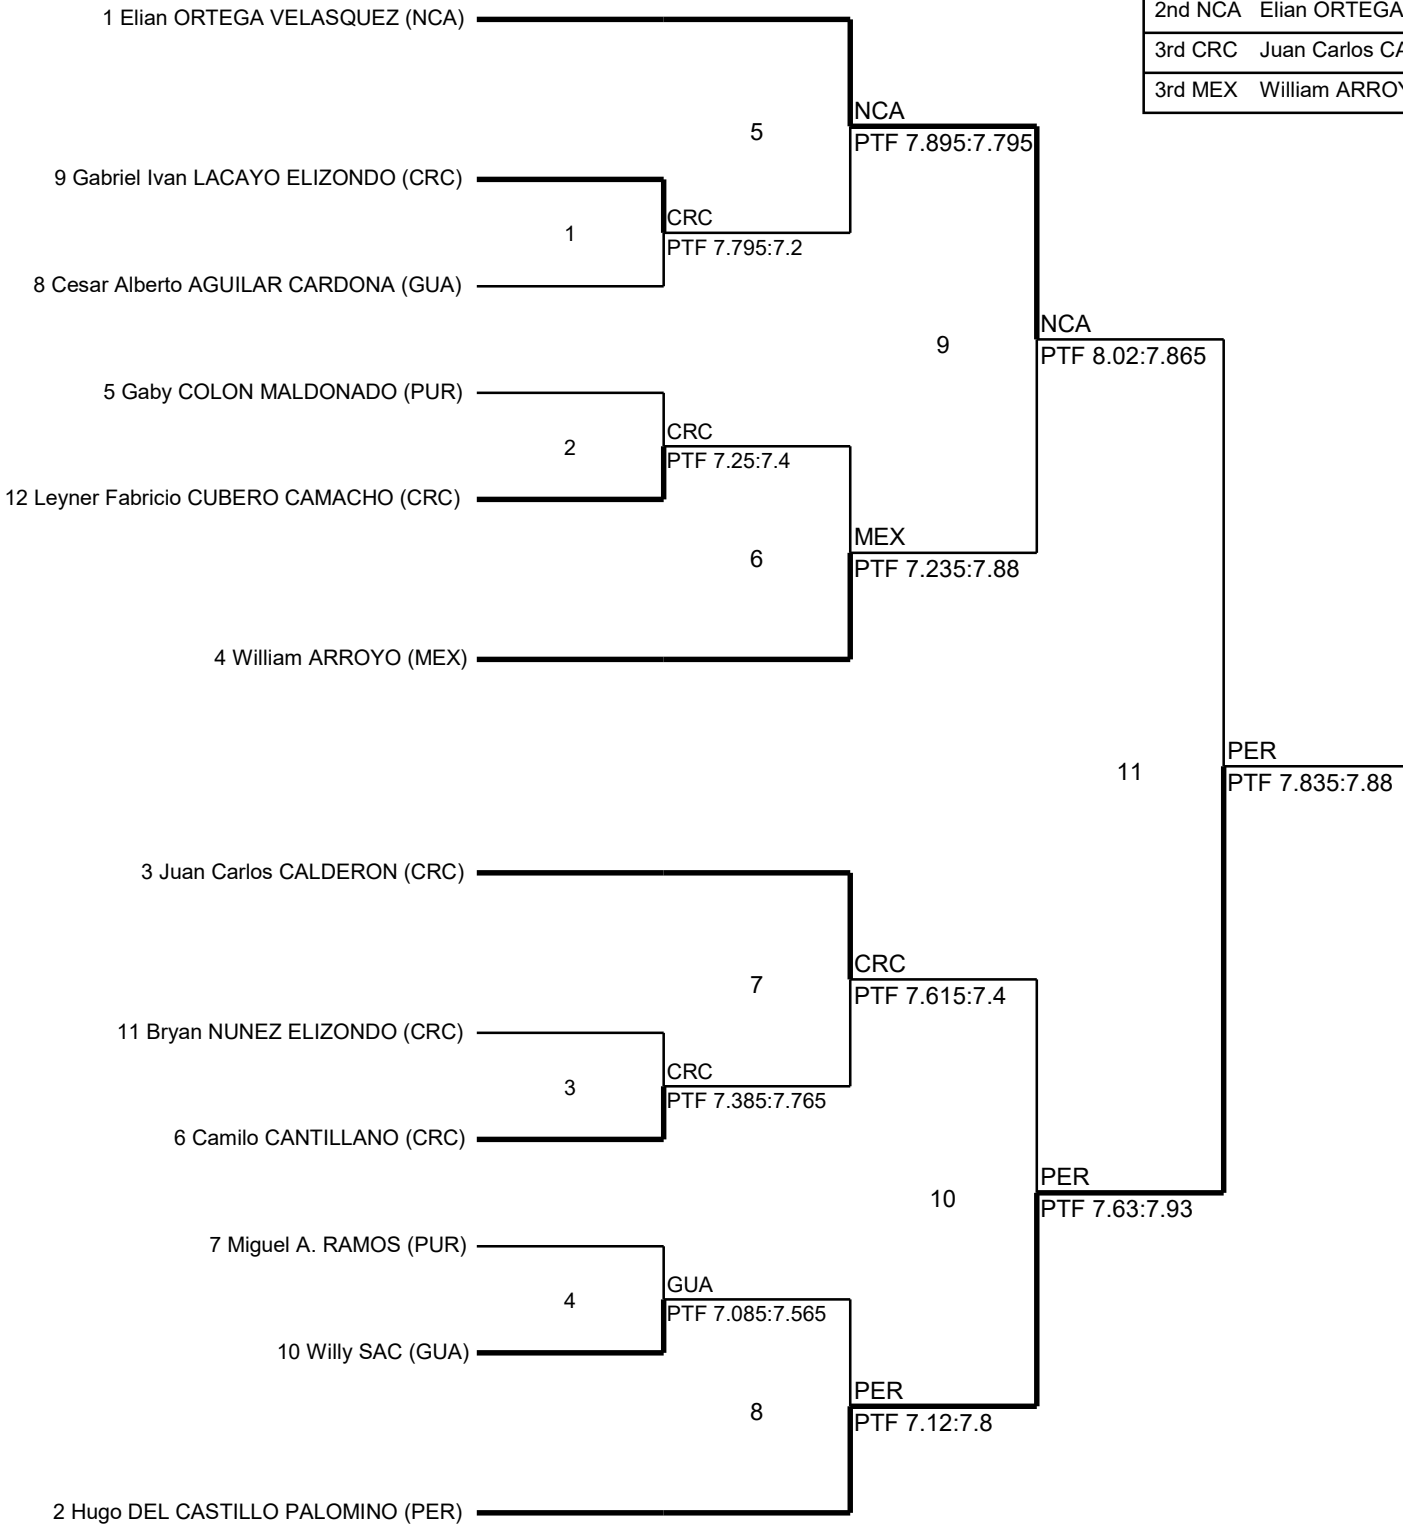 1 Elian ORTEGA VELASQUEZ (NCA)
2nd NCA Elian ORTEGA
3rd CRC Juan Carlos
3rd MEX William
NCA
5
PTF 7.895:7.795
9 Gabriel Ivan LACAYO ELIZONDO (CRC)
CRC
1
PTF 7.795:7.2
8 Cesar Alberto AGUILAR CARDONA (GUA)
NCA
9
PTF 8.02:7.865
5 Gaby COLON MALDONADO (PUR)
CRC
2
PTF 7.25:7.4
12 Leyner Fabricio CUBERO CAMACHO (CRC)
MEX
6
PTF 7.235:7.88
4 William ARROYO (MEX)
PER
11
PTF 7.835:7.88
3 Juan Carlos CALDERON (CRC)
CRC
7
PTF 7.615:7.4
11 Bryan NUNEZ ELIZONDO (CRC)
CRC
3
PTF 7.385:7.765
6 Camilo CANTILLANO (CRC)
PER
10
PTF 7.63:7.93
7 Miguel A. RAMOS (PUR)
GUA
4
PTF 7.085:7.565
10 Willy SAC (GUA)
PER
8
PTF 7.12:7.8
2 Hugo DEL CASTILLO PALOMINO (PER)